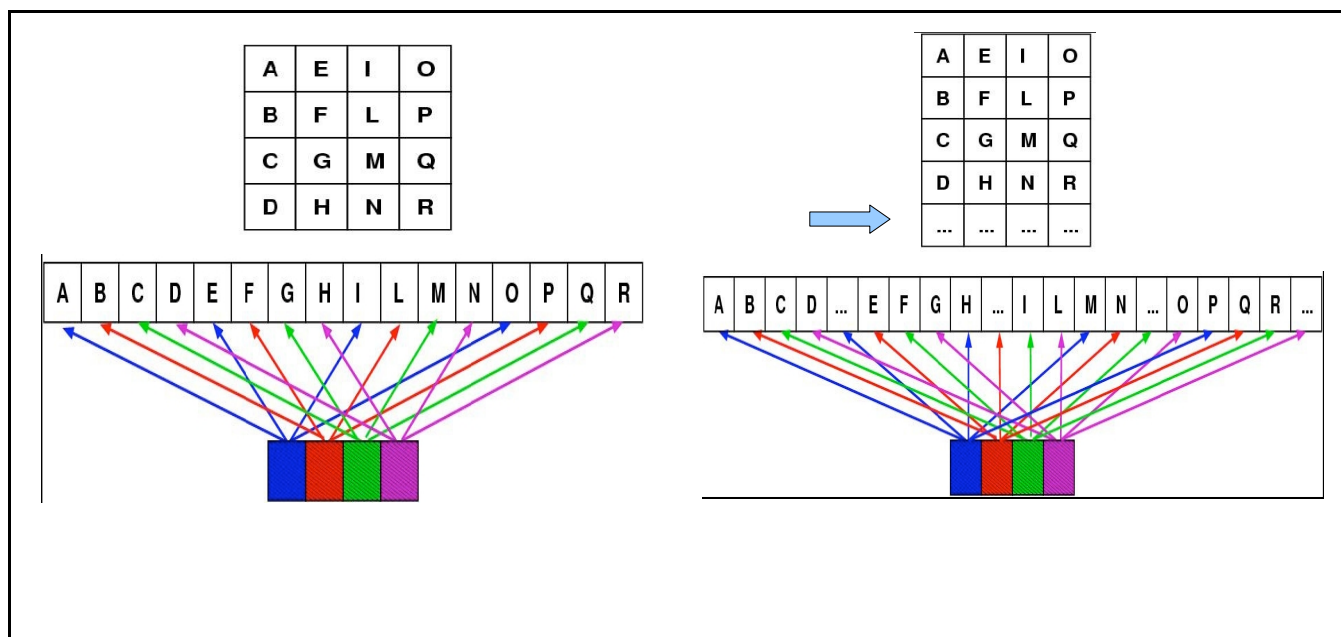 A E I O
B F L P
C G M Q
D H N R
A B C D E F G H I L M N O P Q R
A E I O
B F L P
C G M Q
D H N R
... ... ... ...
A B C D ... E F G H ... I L M N ... O P Q R ...